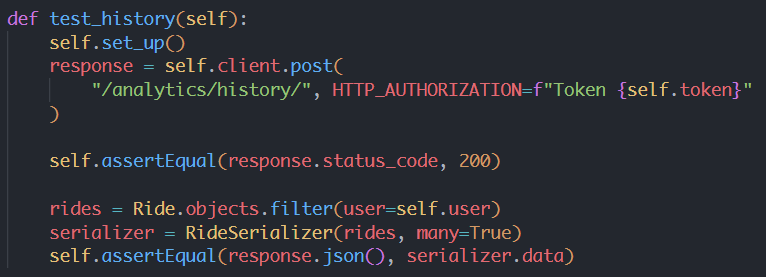 def test_history(self):
    self.set_up()
    response = self.client.post(
        "/analytics/history/", HTTP_AUTHORIZATION=f"Token {self.token}"
    )
    self.assertEqual(response.status_code, 200)
    rides = Ride.objects.filter(user=self.user)
    serializer = RideSerializer(rides, many=True)
    self.assertEqual(response.json(), serializer.data)